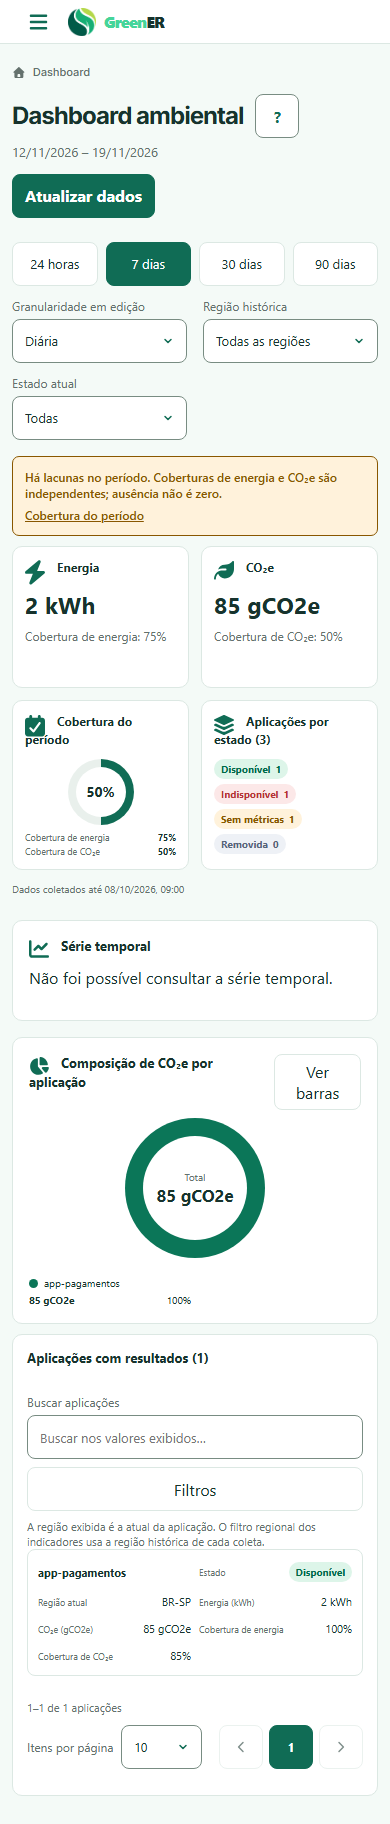 GreenER
Dashboard
Dashboard ambiental ?
12/11/2026 – 19/11/2026
Atualizar dados
24 horas 7 dias 30 dias 90 dias
Granularidade em edição Região histórica
Diária Todas as regiões
Estado atual
Todas
Há lacunas no período. Coberturas de energia e CO₂e são
independentes; ausência não é zero.
Cobertura do período
Energia
2 kWh
Cobertura de energia: 75%
CO₂e
85 gCO2e
Cobertura de CO₂e: 50%
Cobertura do
período
50%
Cobertura de energia 75%
Cobertura de CO₂e 50%
Aplicações por
estado (3)
Disponível 1
Indisponível 1
Sem métricas 1
Removida 0
Dados coletados até 08/10/2026, 09:00
Série temporal
Não foi possível consultar a série temporal.
Composição de CO₂e por
aplicação
Ver
barras
Total
85 gCO2e
app-pagamentos
85 gCO2e 100%
Aplicações com resultados (1)
Buscar aplicações
Buscar nos valores exibidos...
Filtros
A região exibida é a atual da aplicação. O filtro regional dos
indicadores usa a região histórica de cada coleta.
app-pagamentos Estado Disponível
Região atual BR-SP Energia (kWh) 2 kWh
CO₂e (gCO2e) 85 gCO2e Cobertura de energia 100%
Cobertura de CO₂e 85%
1–1 de 1 aplicações
Itens por página 10 1